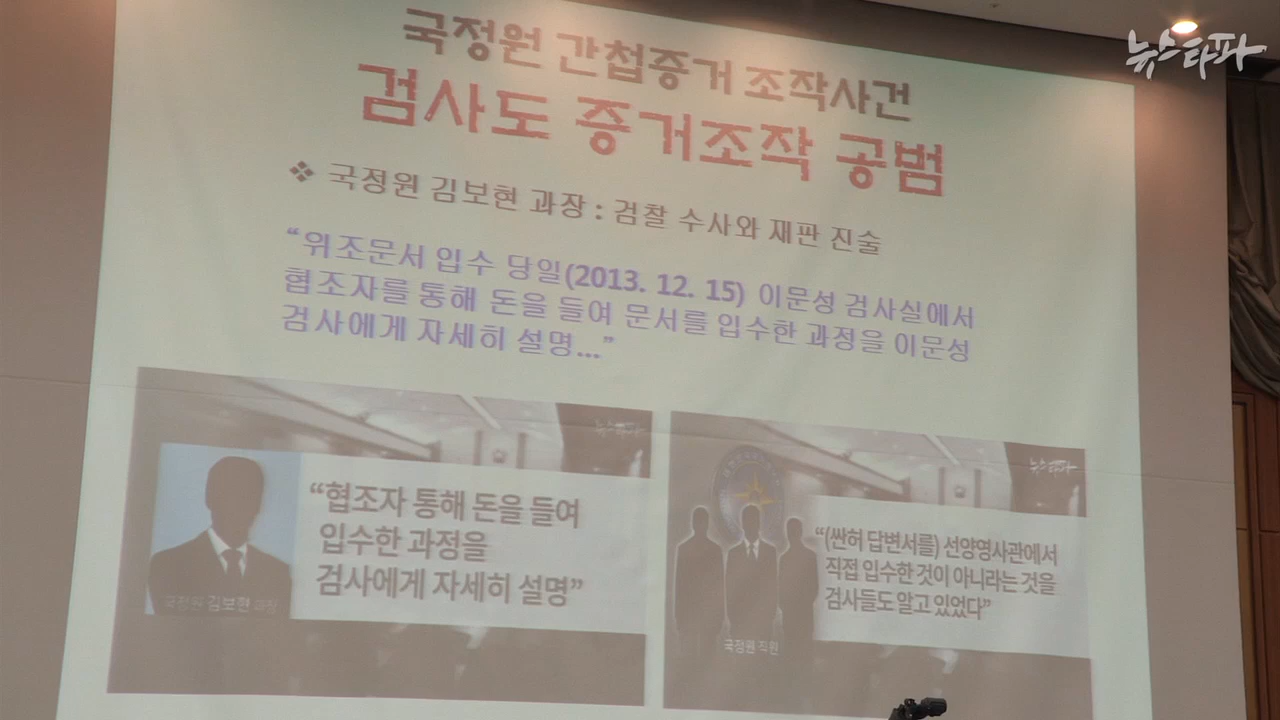 뉴스타파
국정원 간첩증거 조작사건
검사도 증거조작 공범
❖ 국정원 김보현 과장 : 검찰 수사와 재판 진술
“위조문서 입수 당일(2013. 12. 15) 이문성 검사실에서
협조자를 통해 돈을 들여 문서를 입수한 과정을 이문성
검사에게 자세히 설명...”
뉴스타파
“협조자 통해 돈을 들여
입수한 과정을
검사에게 자세히 설명”
국정원 김보현 과장
뉴스타파
“(싼허 답변서를) 선양영사관에서
직접 입수한 것이 아니라는 것을
검사들도 알고 있었다”
국정원 직원